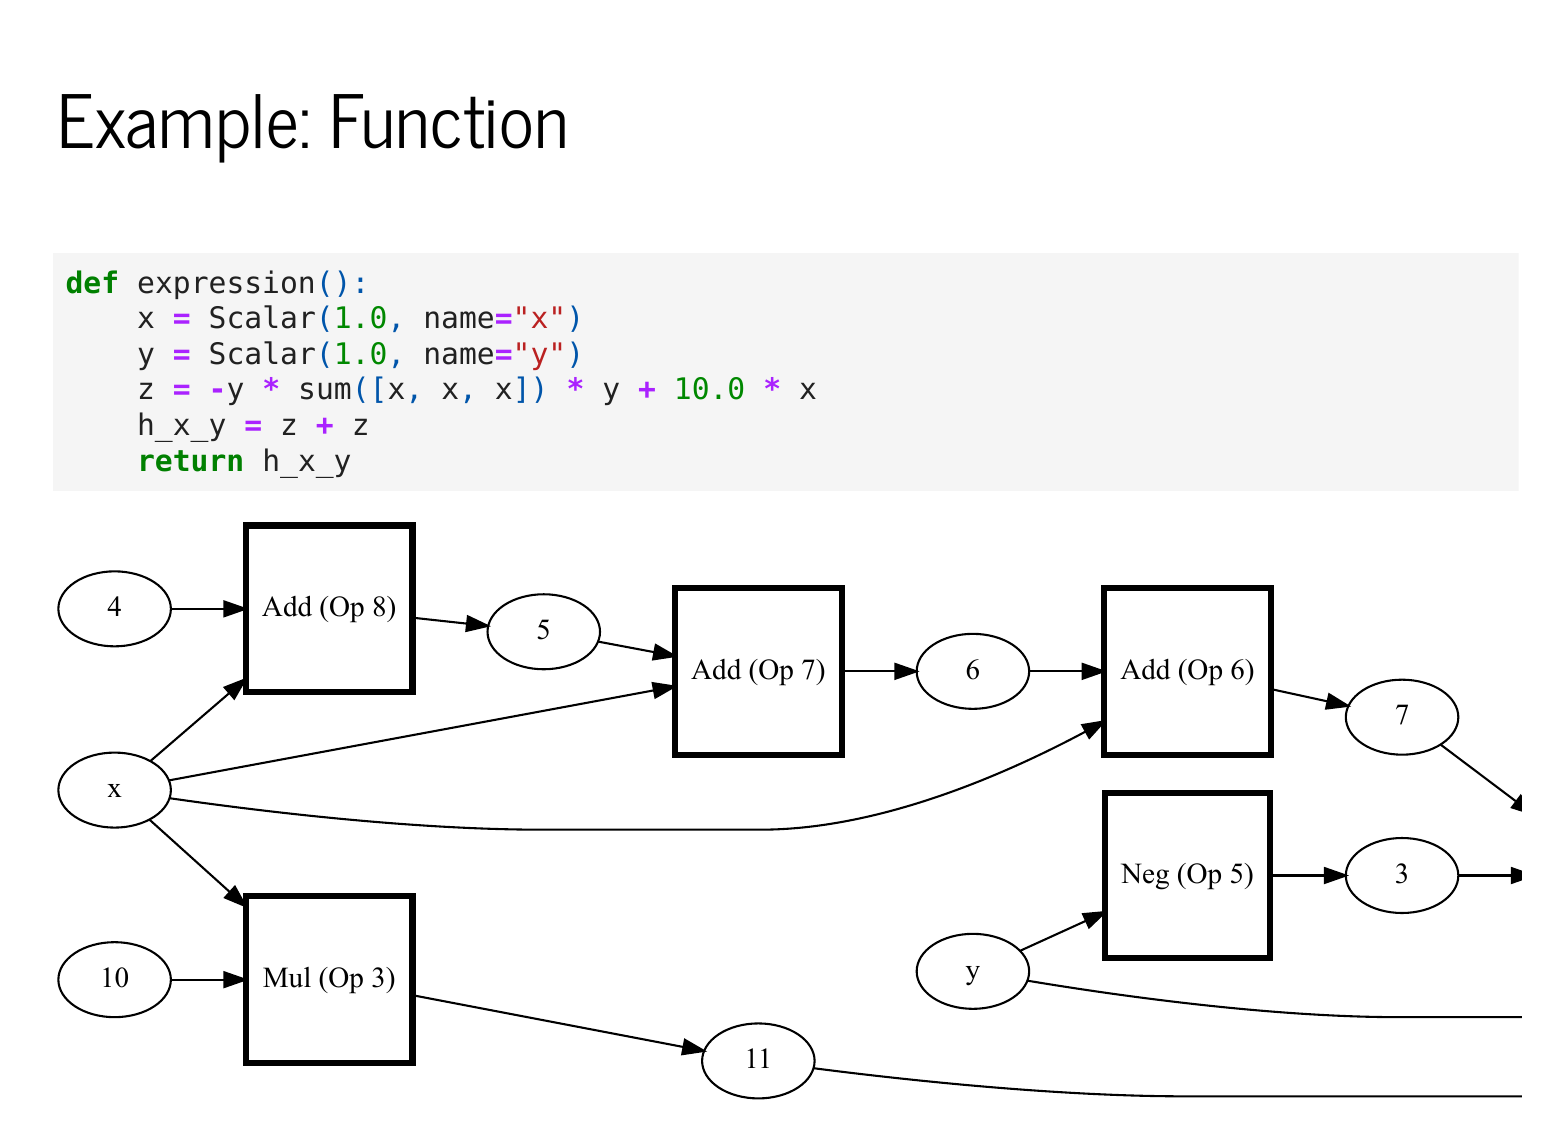 Example: Function
def expression():
    x = Scalar(1.0, name="x")
    y = Scalar(1.0, name="y")
    z = -y * sum([x, x, x]) * y + 10.0 * x
    h_x_y = z + z
    return h_x_y
4
Add (Op 8)
5
Add (Op 7)
6
Add (Op 6)
7
x
Neg (Op 5)
3
10
Mul (Op 3)
y
11